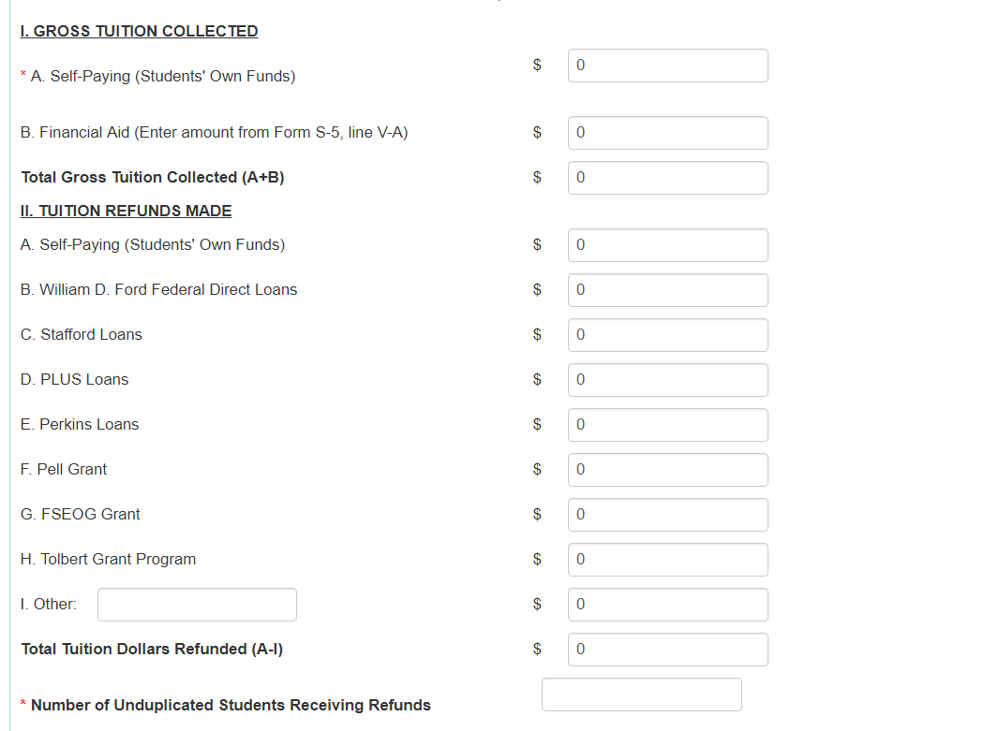 I. GROSS TUITION COLLECTED
* A. Self-Paying (Students' Own Funds) $ 0
B. Financial Aid (Enter amount from Form S-5, line V-A) $ 0
Total Gross Tuition Collected (A+B) $ 0
II. TUITION REFUNDS MADE
A. Self-Paying (Students' Own Funds) $ 0
B. William D. Ford Federal Direct Loans $ 0
C. Stafford Loans $ 0
D. PLUS Loans $ 0
E. Perkins Loans $ 0
F. Pell Grant $ 0
G. FSEOG Grant $ 0
H. Tolbert Grant Program $ 0
I. Other: $ 0
Total Tuition Dollars Refunded (A-I) $ 0
* Number of Unduplicated Students Receiving Refunds